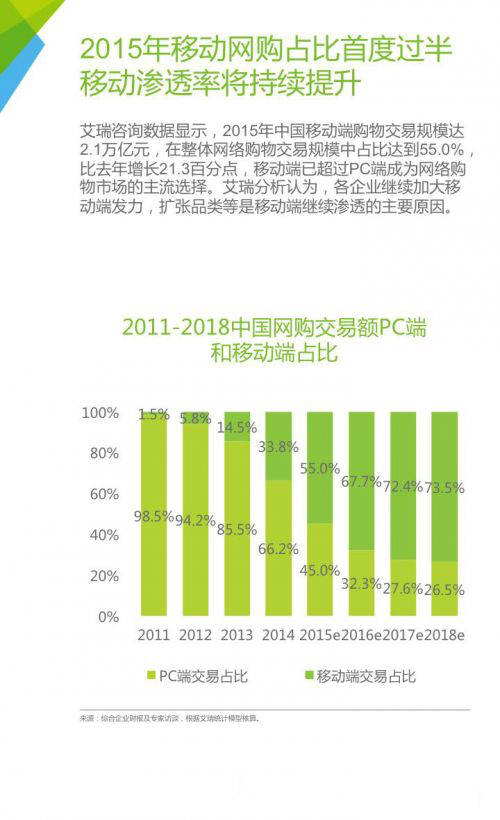 2015年移动网购占比首度过半
移动渗透率将持续提升
艾瑞咨询数据显示，2015年中国移动端购物交易规模达
2.1万亿元，在整体网络购物交易规模中占比达到55.0%，
比去年增长21.3百分点，移动端已超过PC端成为网络购
物市场的主流选择。艾瑞分析认为，各企业继续加大移
动端发力，扩张品类等是移动端继续渗透的主要原因。
2011-2018中国网购交易额PC端
和移动端占比
100%
80%
60%
40%
20%
0%
1.5% 5.8% 14.5% 33.8% 55.0% 67.7% 72.4% 73.5%
98.5% 94.2% 85.5% 66.2% 45.0% 32.3% 27.6% 26.5%
2011 2012 2013 2014 2015e 2016e 2017e 2018e
PC端交易占比 移动端交易占比
来源：综合企业财报及专家访谈，根据艾瑞统计模型核算。